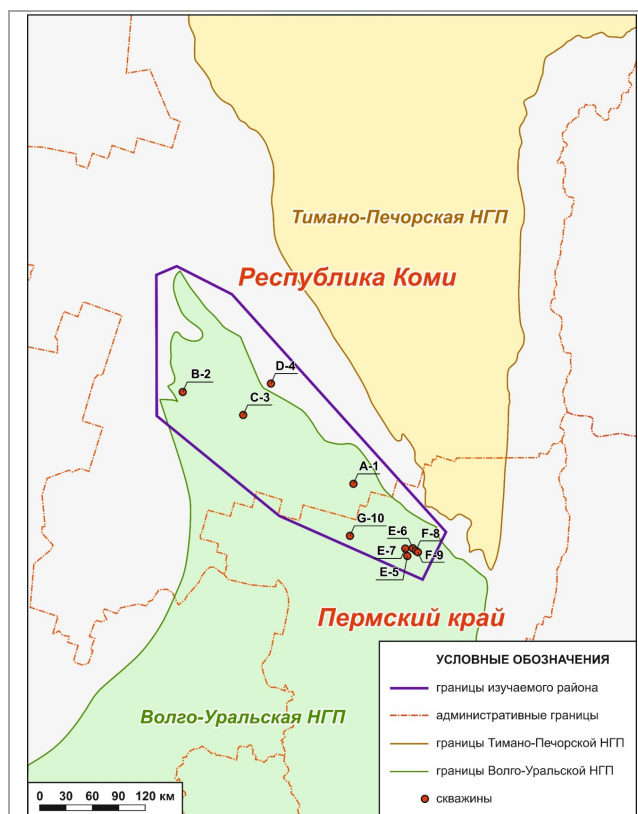 Тимано-Печорская НГП
Республика Коми
D-4
B-2
C-3
A-1
G-10
E-6
F-8
E-7
F-9
E-5
Пермский край
Волго-Уральская НГП
УСЛОВНЫЕ ОБОЗНАЧЕНИЯ
границы изучаемого района
административные границы
границы Тимано-Печорской НГП
границы Волго-Уральской НГП
скважины
0 30 60 90 120 км